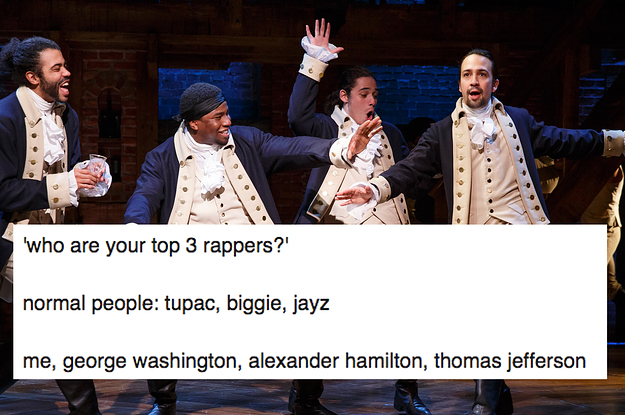 'who are your top 3 rappers?'
normal people: tupac, biggie, jayz
me, george washington, alexander hamilton, thomas jefferson